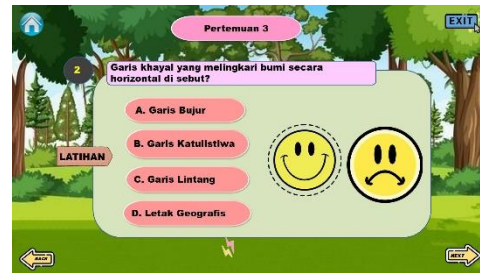 Pertemuan 3
EXIT
2
Garis khayal yang melingkari bumi secara
horizontal di sebut?
A. Garis Bujur
B. Garis Katulistiwa
LATIHAN
C. Garis Lintang
D. Letak Geografis
BACK
NEXT